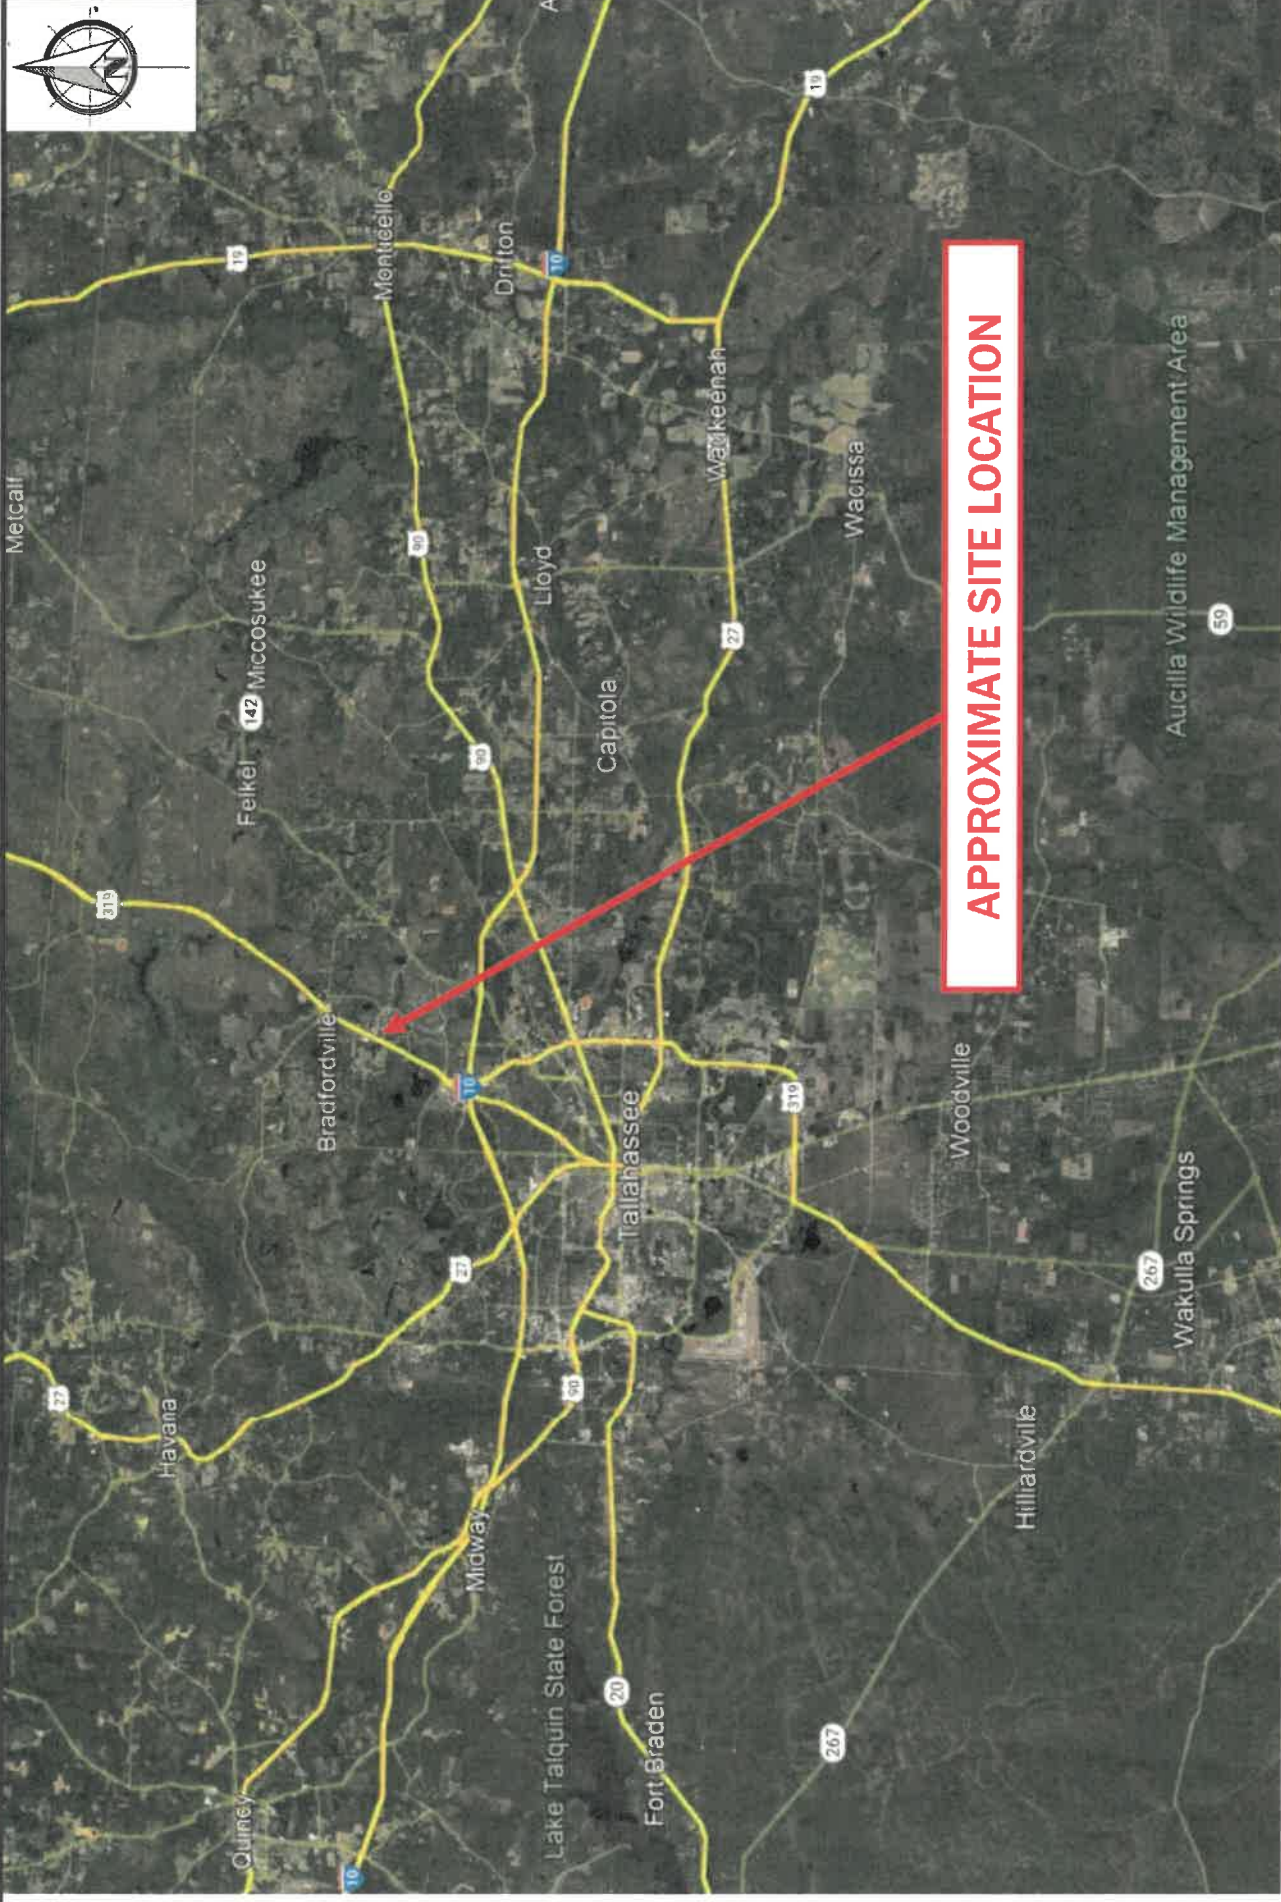 N
Metcalf
27
319
Havana
19
Quincy
Felkel
142
Miccosukee
Bradfordville
10
Monticello
90
27
10
90
Midway
Drifton
Lloyd
10
Lake Talquin State Forest
90
Capitola
20
Tallahassee
Fort Braden
Waukeenah
27
319
19
267
Wacissa
Woodville
APPROXIMATE SITE LOCATION
Hilliardville
267
Wakulla Springs
Aucilla Wildlife Management Area
59